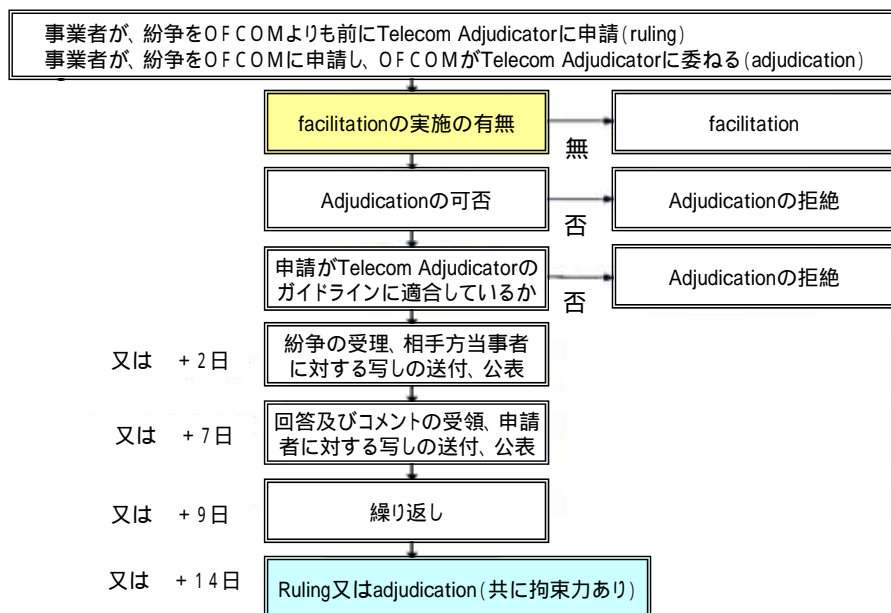 事業者が、紛争をOFCOMよりも前にTelecom Adjudicatorに申請(ruling)
事業者が、紛争をOFCOMに申請し、OFCOMがTelecom Adjudicatorに委ねる(adjudication)
facilitationの実施の有無
無
facilitation
Adjudicationの可否
否
Adjudicationの拒絶
申請がTelecom Adjudicatorの
ガイドラインに適合しているか
否
Adjudicationの拒絶
又は +2日
紛争の受理、相手方当事者
に対する写しの送付、公表
又は +7日
回答及びコメントの受領、申請
者に対する写しの送付、公表
又は +9日
繰り返し
又は +14日
Ruling又はadjudication(共に拘束力あり)